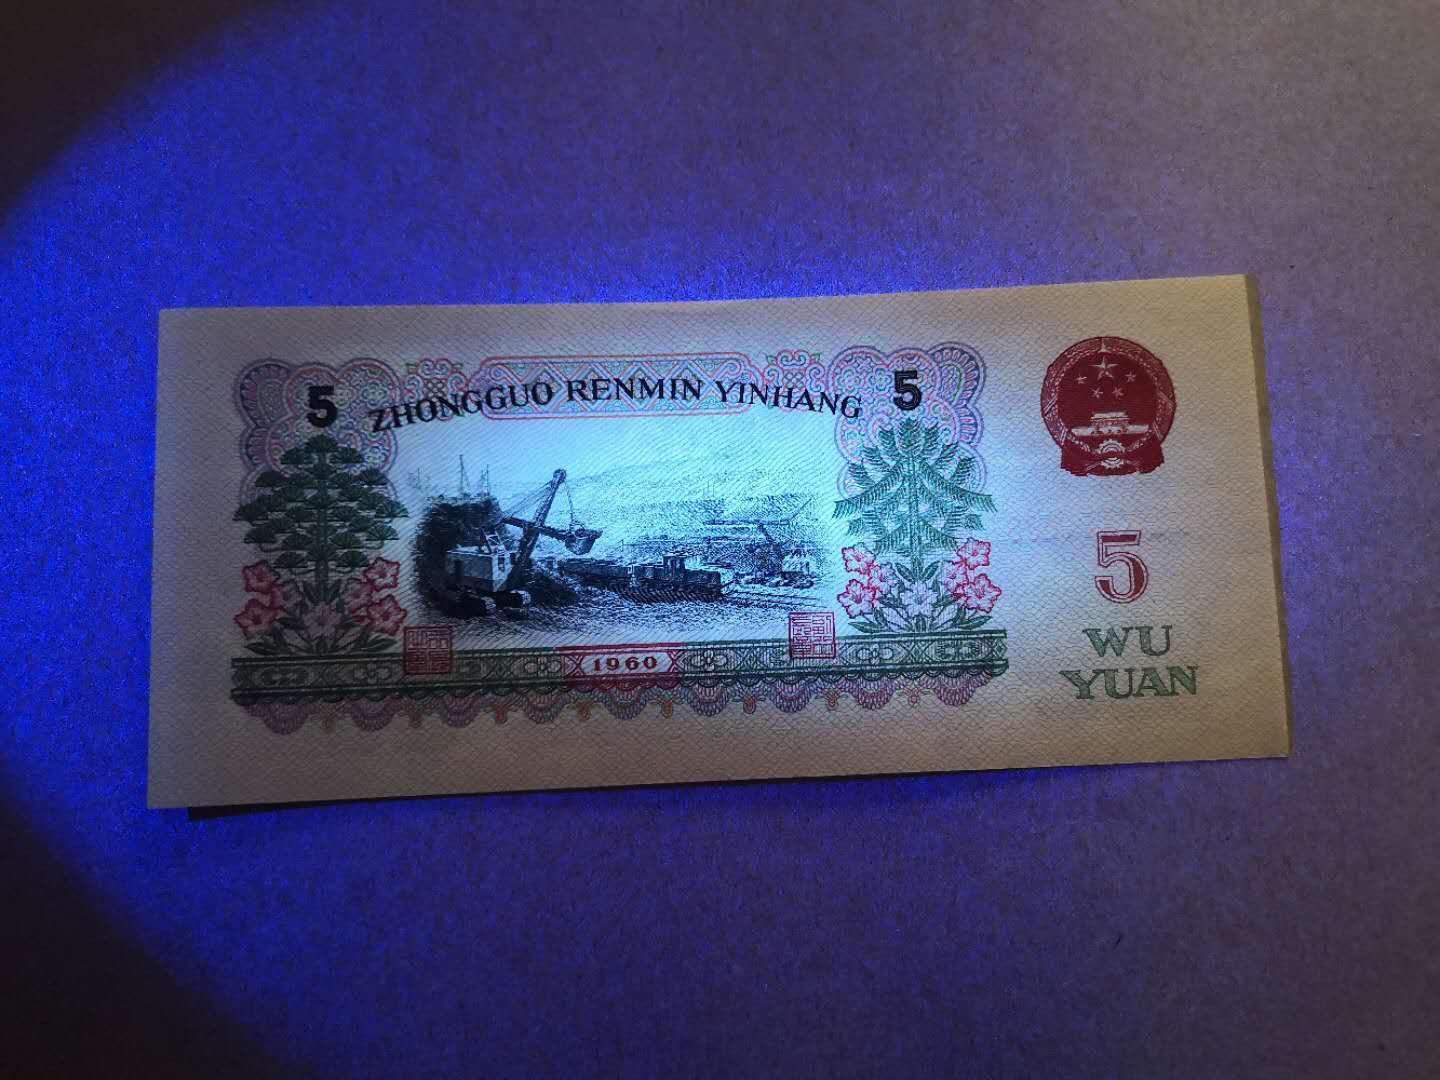 5 ZHONGGUO RENMIN YINHANG 5
5
WU
YUAN
1960